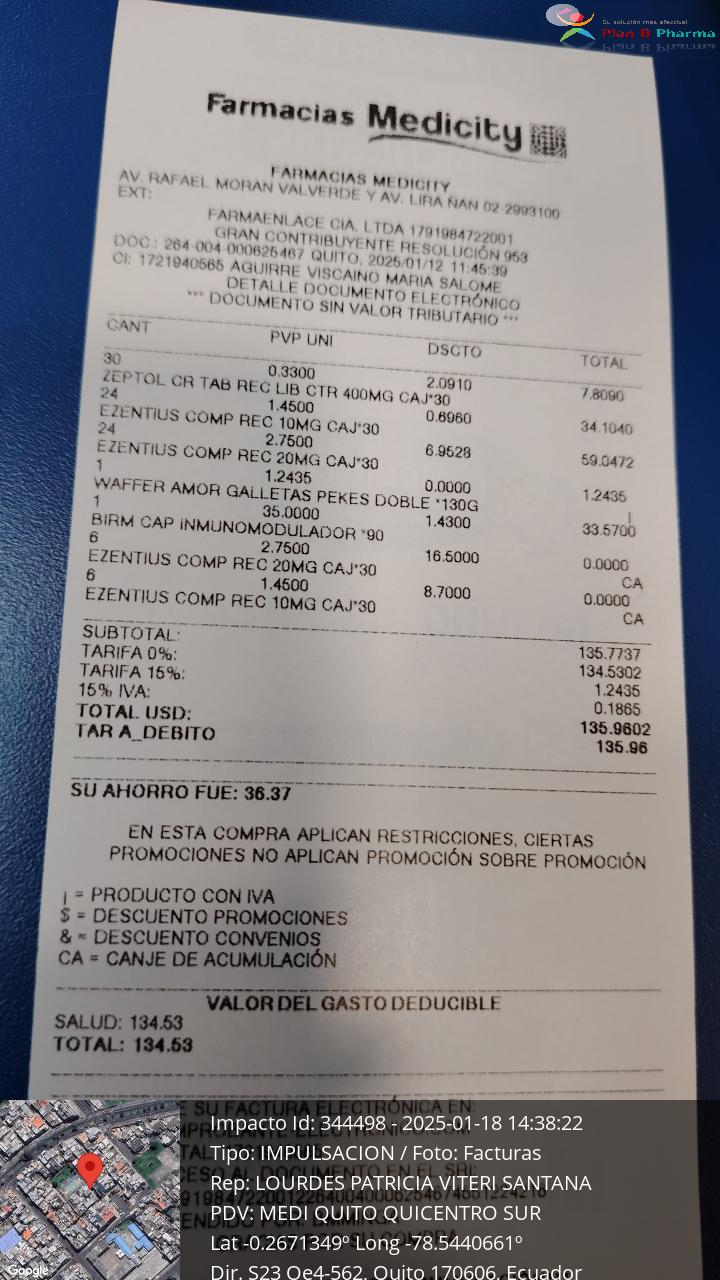 Su solución más efectiva!
Plan B Pharma
Farmacias Medicity
FARMACIAS MEDICITY
AV. RAFAEL MORAN VALVERDE Y AV. LIRA ÑAN 02-2993100
EXT:
FARMAENLACE CIA. LTDA 1791984722001
GRAN CONTRIBUYENTE RESOLUCIÓN 953
DOC.: 264-004-000625467 QUITO, 2025/01/12 11:45:39
CI: 1721940565 AGUIRRE VISCAINO MARIA SALOME
DETALLE DOCUMENTO ELECTRÓNICO
*** DOCUMENTO SIN VALOR TRIBUTARIO ***
CANT PVP UNI DSCTO TOTAL
30 0.3300 2.0910 7.8090
ZEPTOL CR TAB REC LIB CTR 400MG CAJ*30
24 1.4500 0.6960 34.1040
EZENTIUS COMP REC 10MG CAJ*30
24 2.7500 6.9528 59.0472
EZENTIUS COMP REC 20MG CAJ*30
1 1.2435 0.0000 1.2435
WAFFER AMOR GALLETAS PEKES DOBLE *130G |
1 35.0000 1.4300 33.5700
BIRM CAP INMUNOMODULADOR *90
6 2.7500 16.5000 0.0000
EZENTIUS COMP REC 20MG CAJ*30 CA
6 1.4500 8.7000 0.0000
EZENTIUS COMP REC 10MG CAJ*30 CA
SUBTOTAL: 135.7737
TARIFA 0%: 134.5302
TARIFA 15%: 1.2435
15% IVA: 0.1865
TOTAL USD: 135.9602
TAR A_DEBITO 135.96
SU AHORRO FUE: 36.37
EN ESTA COMPRA APLICAN RESTRICCIONES, CIERTAS
PROMOCIONES NO APLICAN PROMOCIÓN SOBRE PROMOCIÓN
| = PRODUCTO CON IVA
$ = DESCUENTO PROMOCIONES
& = DESCUENTO CONVENIOS
CA = CANJE DE ACUMULACIÓN
VALOR DEL GASTO DEDUCIBLE
SALUD: 134.53
TOTAL: 134.53
SU FACTURA ELECTRÓNICA EN:
Impacto Id: 344498 - 2025-01-18 14:38:22
Tipo: IMPULSACION / Foto: Facturas
Rep: LOURDES PATRICIA VITERI SANTANA
PDV: MEDI QUITO QUICENTRO SUR
Lat -0.2671349º Long -78.5440661º
Dir. S23 Oe4-562, Quito 170606, Ecuador
Google